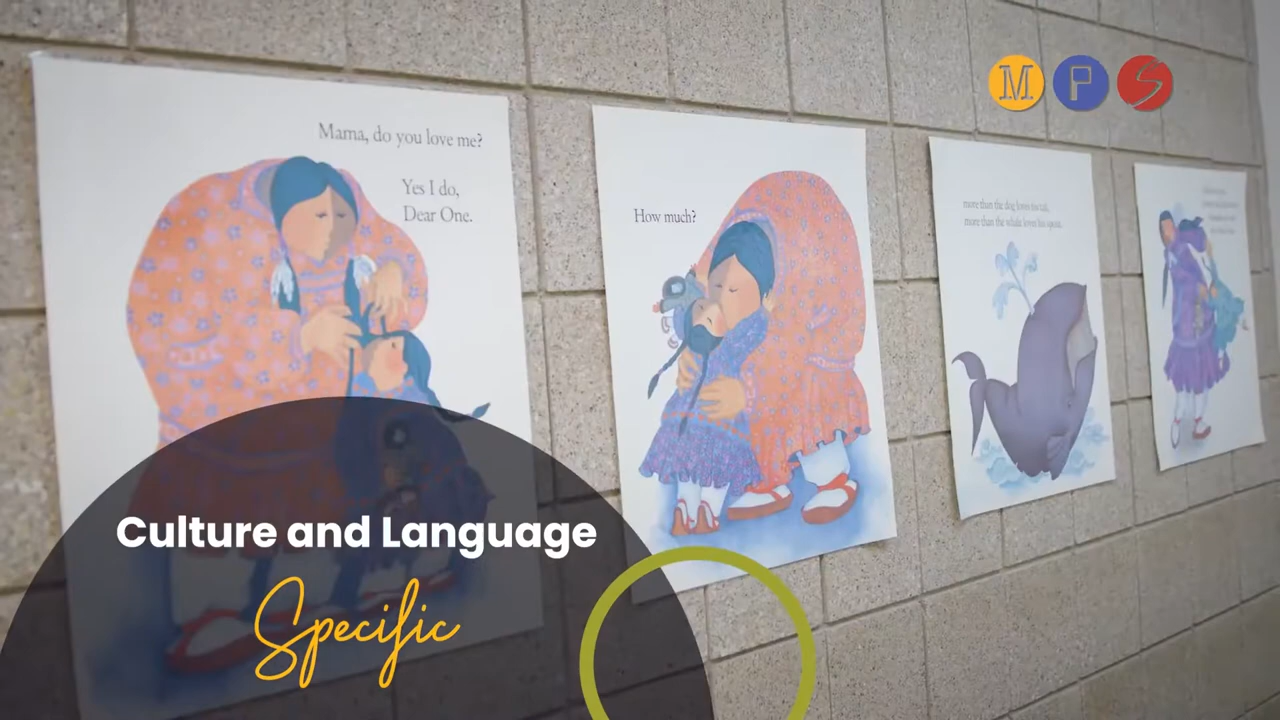 M P S
Mama, do you love me?
Yes I do,
Dear One.
How much?
more than the dog loves his tail,
more than the whale loves his spout.
Culture and Language
Specific